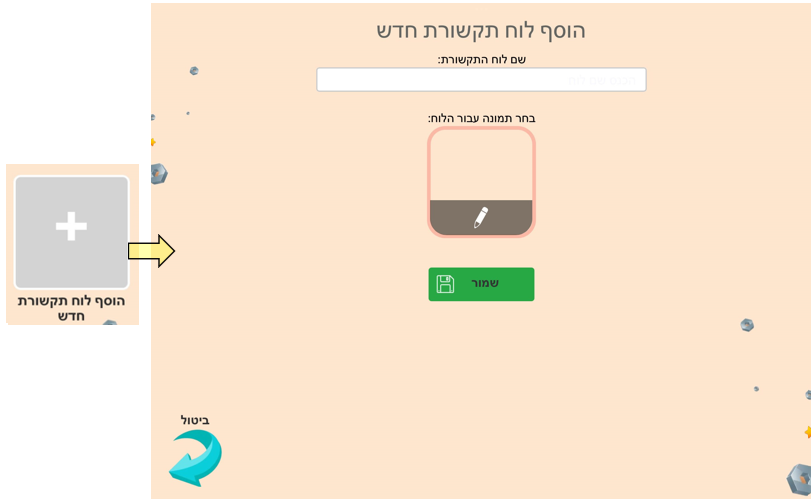 הוסף לוח תקשורת חדש
שם לוח התקשורת:
בחר תמונה עבור הלוח:
שמור
ביטול
הוסף לוח תקשורת
חדש